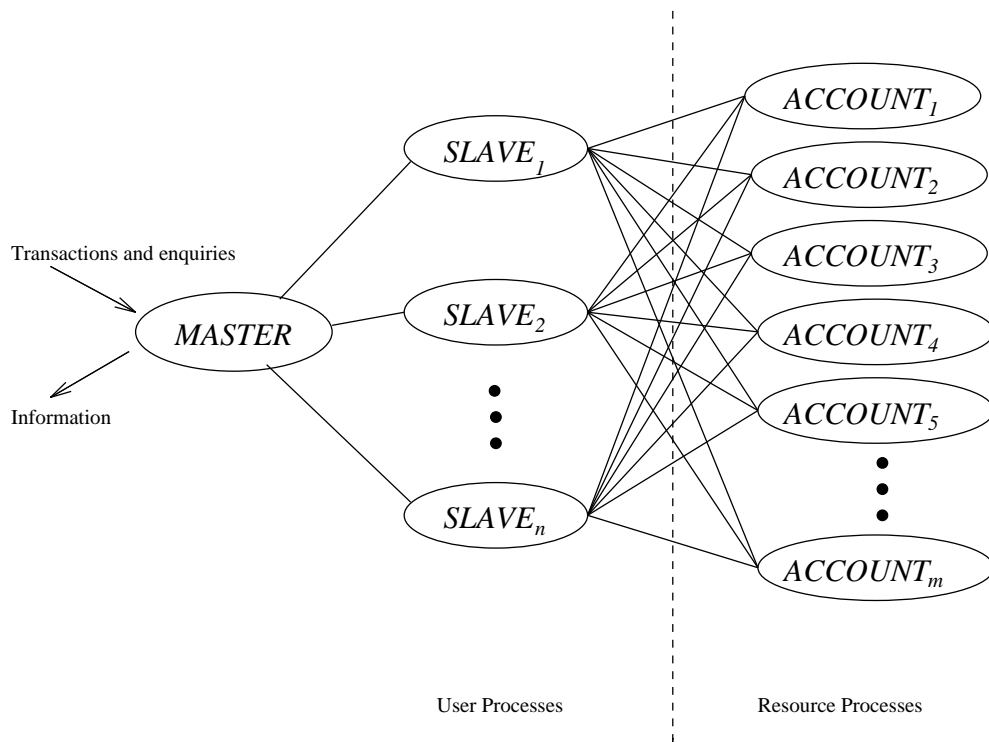 ACCOUNT1
SLAVE1
ACCOUNT2
Transactions and enquiries
ACCOUNT3
MASTER
SLAVE2
ACCOUNT4
Information
ACCOUNT5
SLAVEn
ACCOUNTm
User Processes
Resource Processes